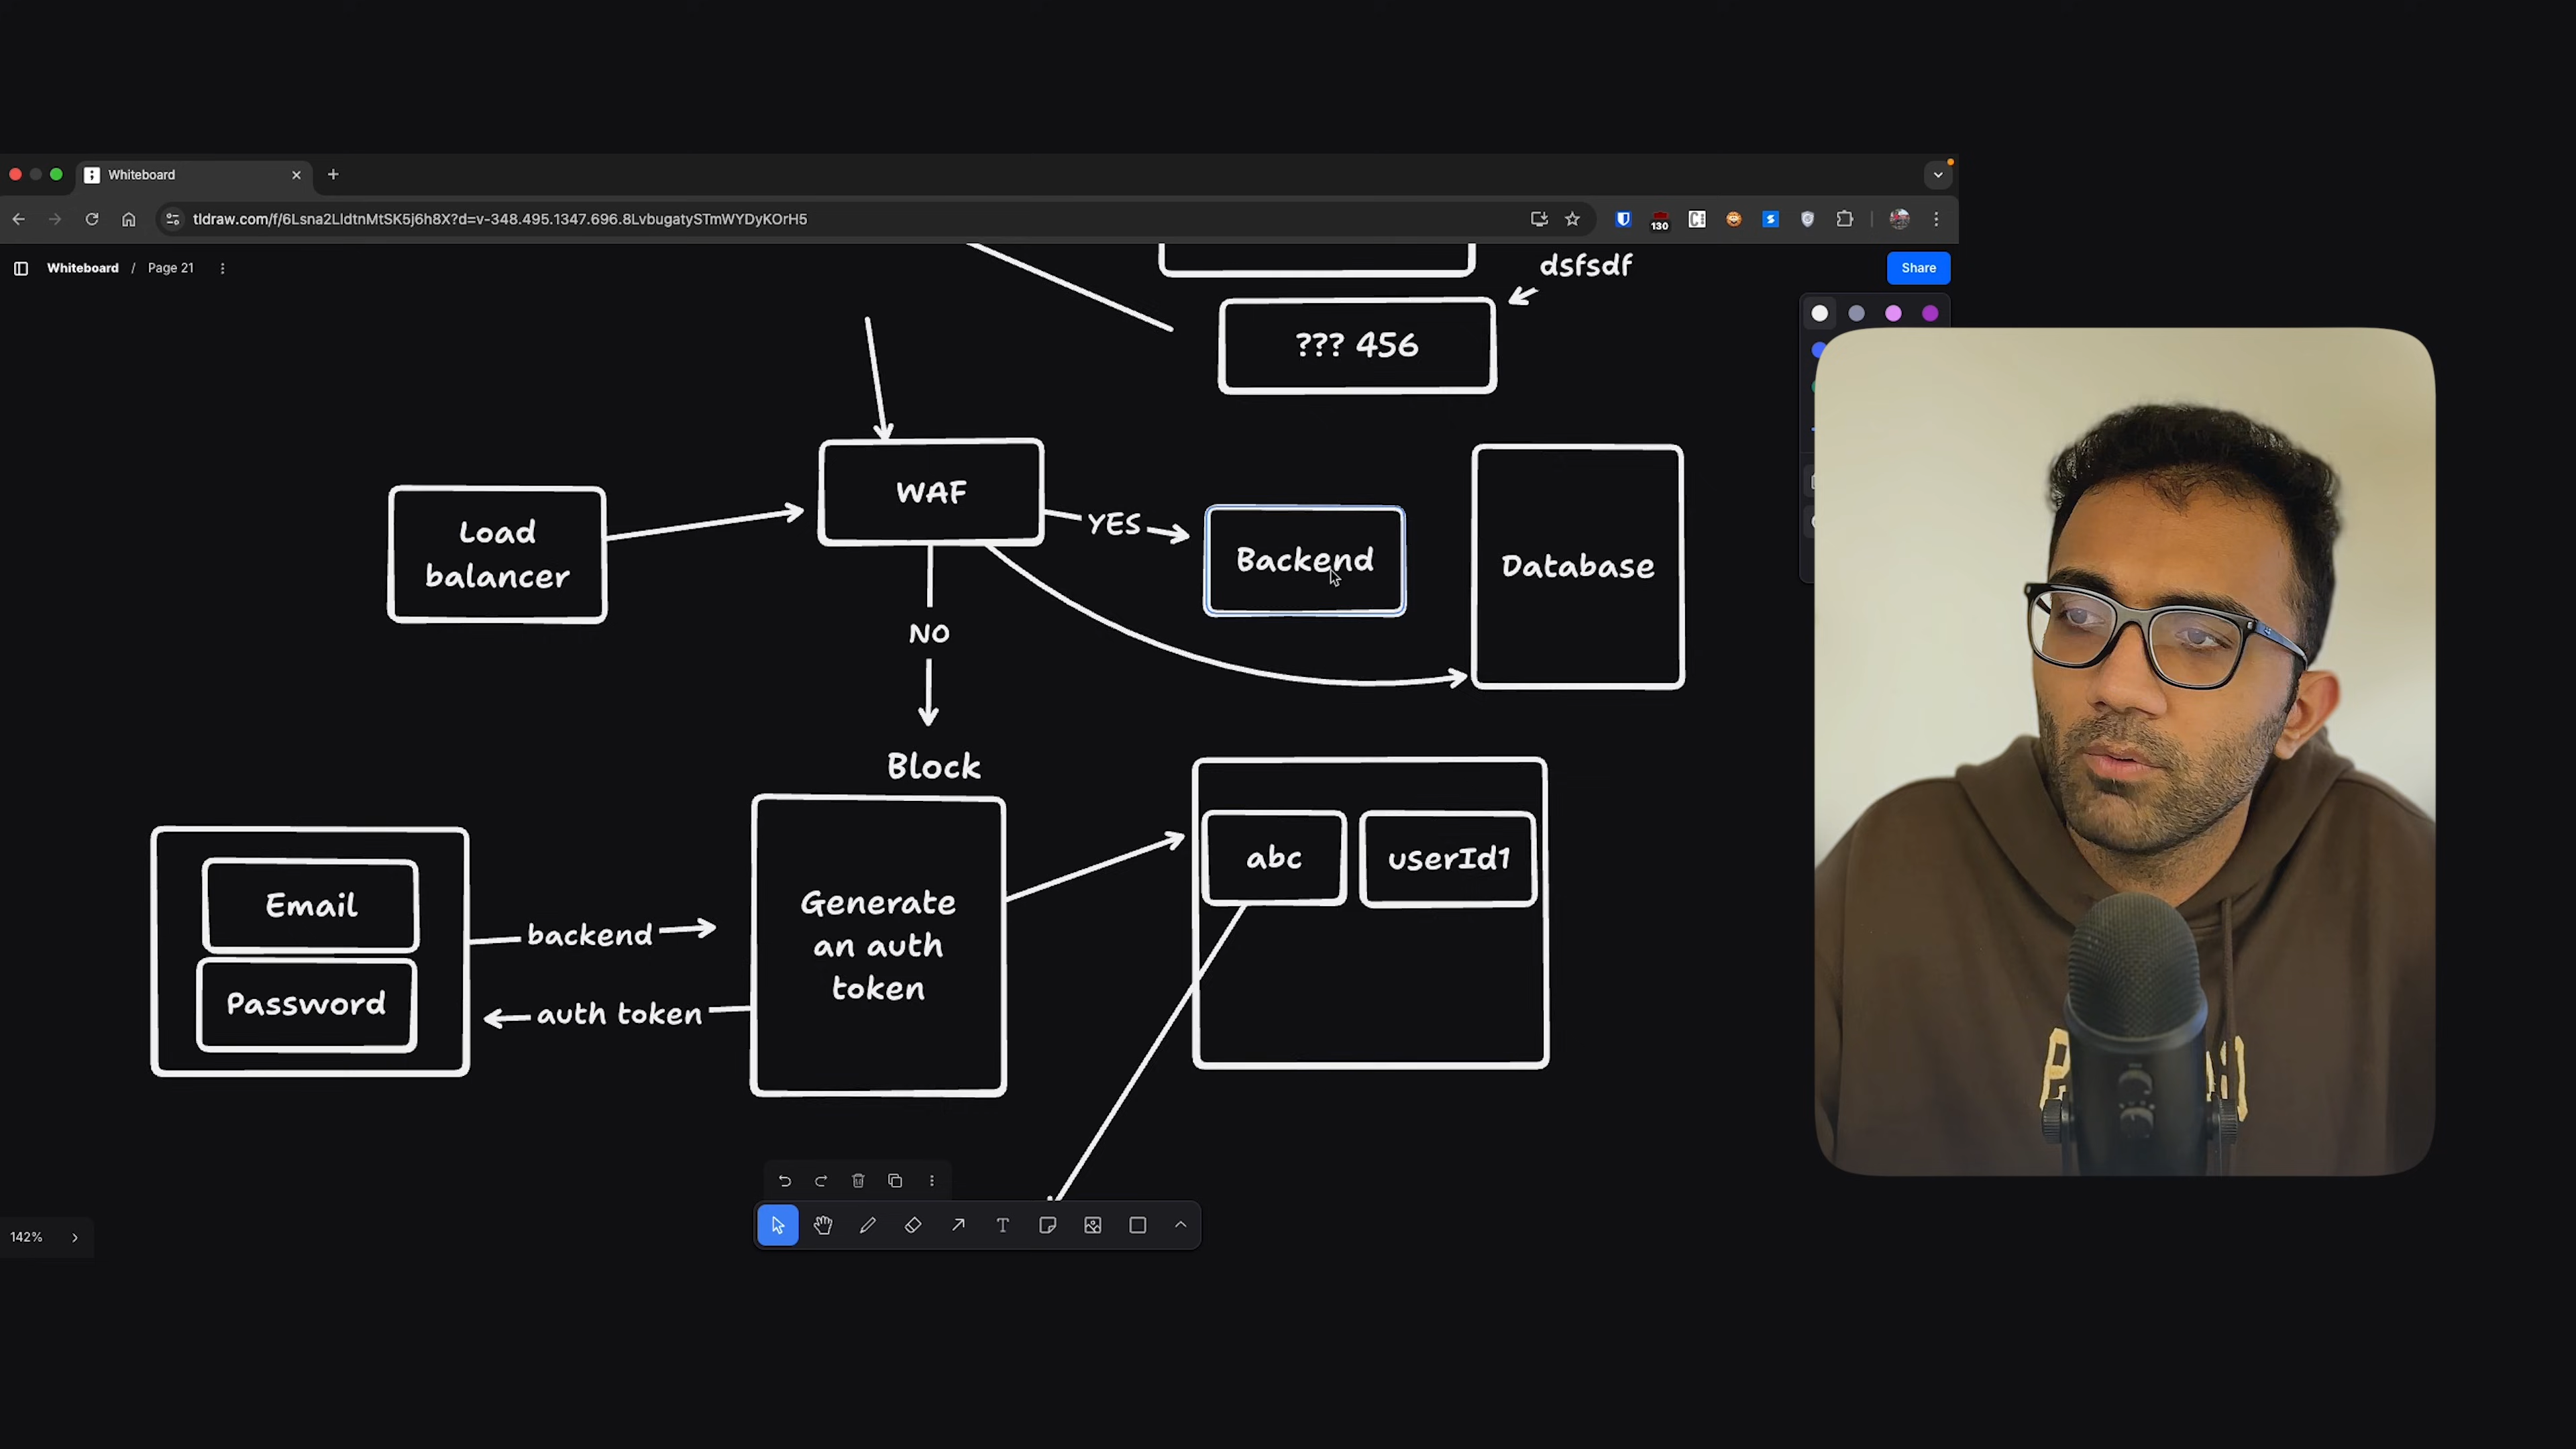 Whiteboard
tldraw.com/f/6Lsna2LldtnMtSK5j6h8X?d=v-348.495.1347.696.8LvbugatySTmWYDyKOrH5
130
Whiteboard / Page 21
Share
dsfsdf
??? 456
WAF
Load
balancer
YES
Backend
Database
NO
Block
Email
Password
backend
auth token
Generate
an auth
token
abc
userId1
142%